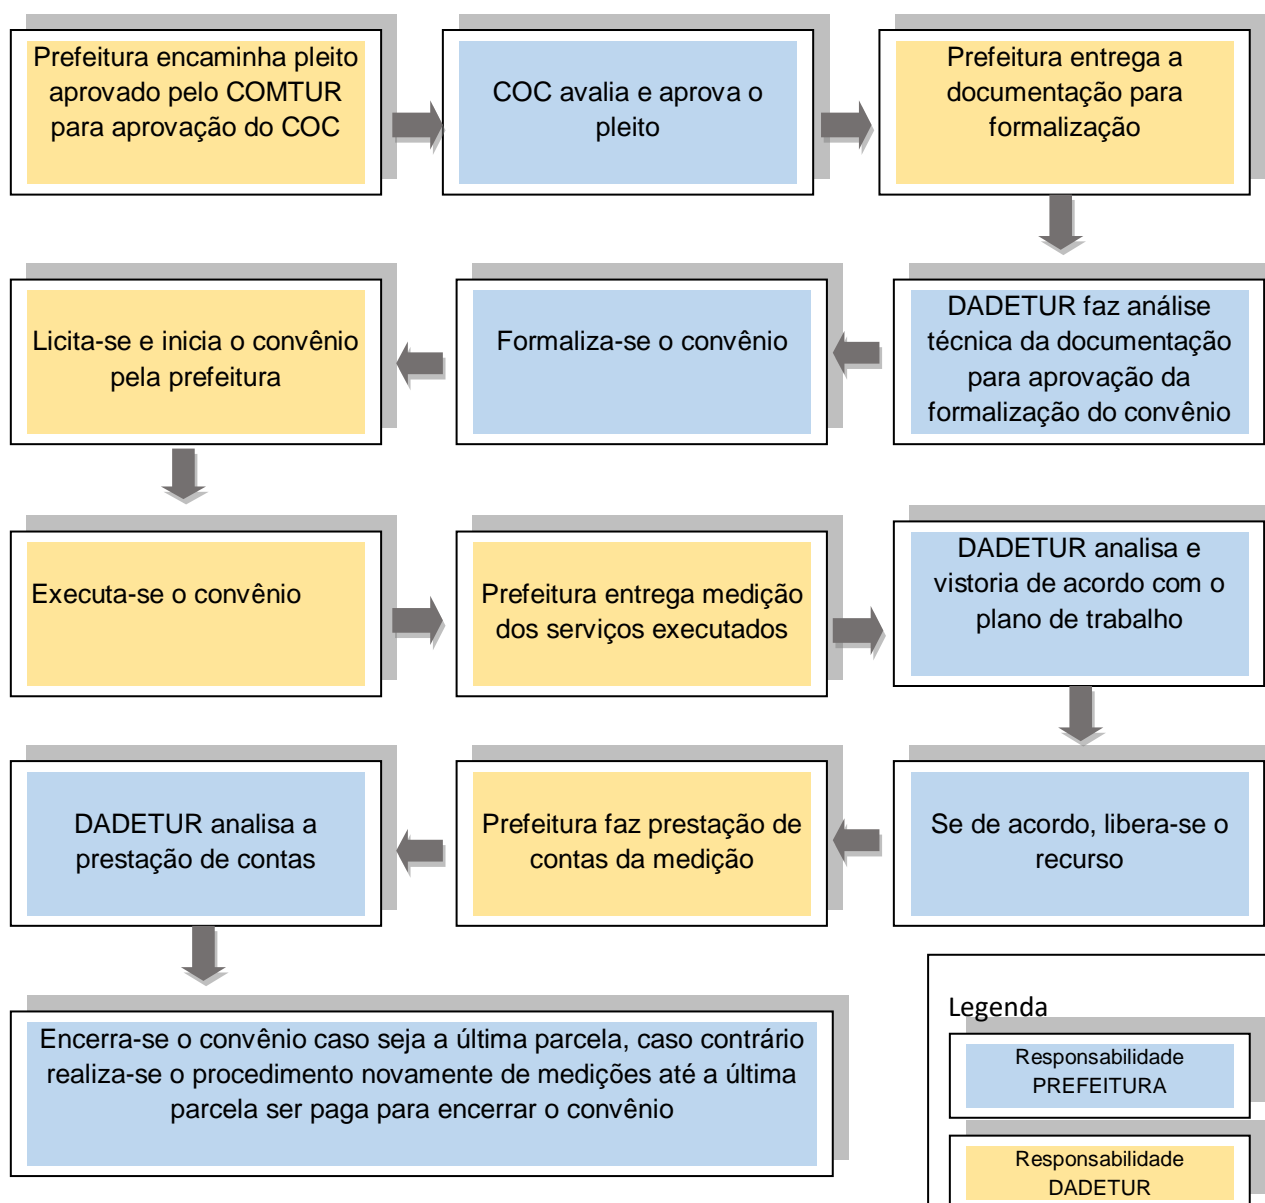 Prefeitura encaminha pleito
aprovado pelo COMTUR
para aprovação do COC
COC avalia e aprova o
pleito
Prefeitura entrega a
documentação para
formalização
DADETUR faz análise
técnica da documentação
para aprovação da
formalização do convênio
Formaliza-se o convênio
Licita-se e inicia o convênio
pela prefeitura
Executa-se o convênio
Prefeitura entrega medição
dos serviços executados
DADETUR analisa e
vistoria de acordo com o
plano de trabalho
Se de acordo, libera-se o
recurso
Prefeitura faz prestação de
contas da medição
DADETUR analisa a
prestação de contas
Encerra-se o convênio caso seja a última parcela, caso contrário
realiza-se o procedimento novamente de medições até a última
parcela ser paga para encerrar o convênio
Legenda
Responsabilidade
PREFEITURA
Responsabilidade
DADETUR